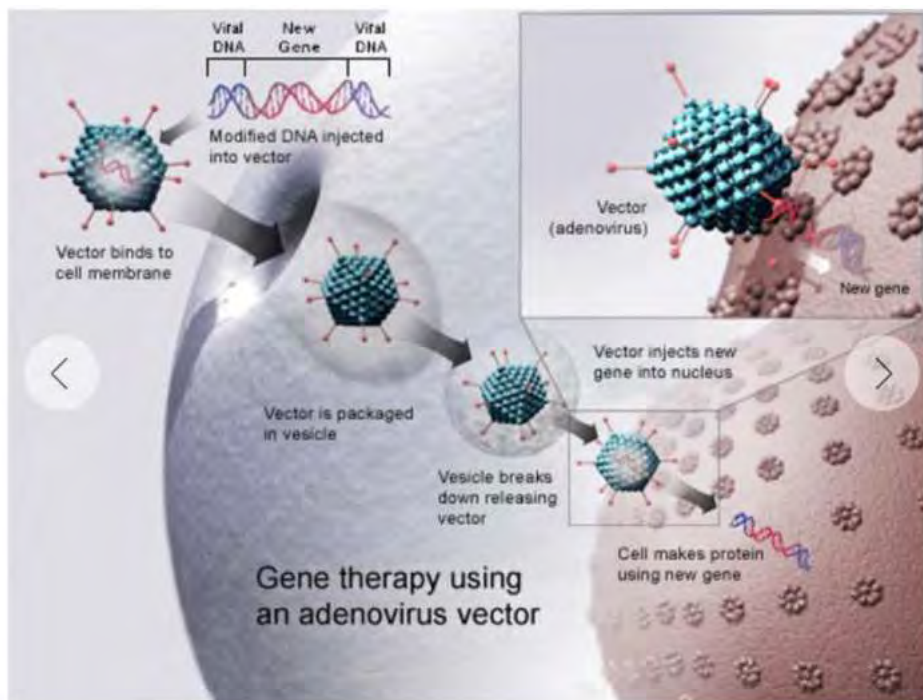 Viral
DNA
New
Gene
Viral
DNA
Modified DNA injected
into vector
Vector binds to
cell membrane
Vector
(adenovirus)
New gene
Vector injects new
gene into nucleus
Vector is packaged
in vesicle
Vesicle breaks
down releasing
vector
Cell makes protein
using new gene
Gene therapy using
an adenovirus vector